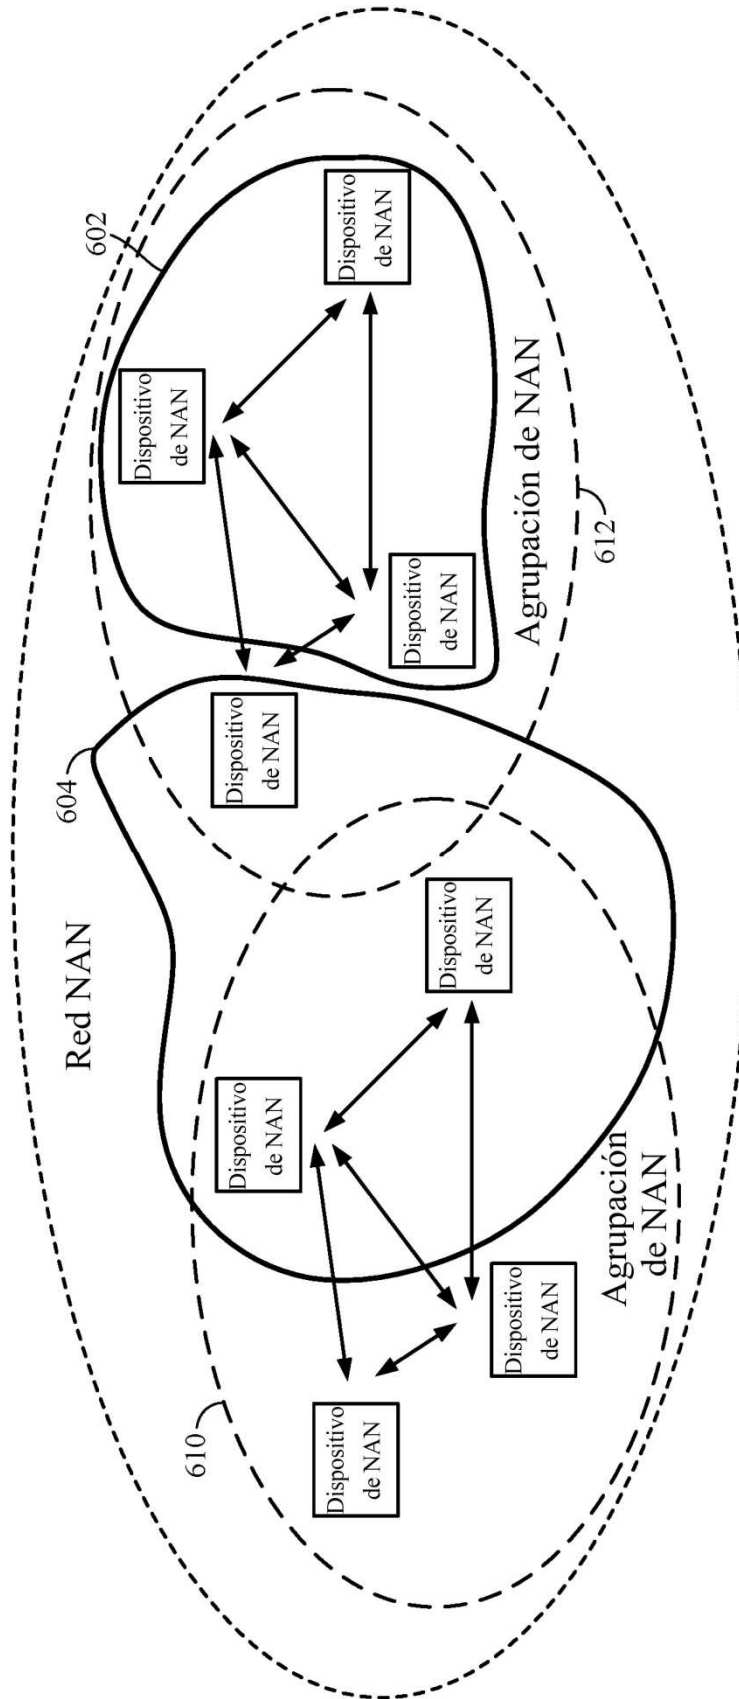 Red NAN
604
602
Dispositivo
de NAN
610
Dispositivo
de NAN
Dispositivo
de NAN
Dispositivo
de NAN
Dispositivo
de NAN
Dispositivo
de NAN
Dispositivo
de NAN
Dispositivo
de NAN
Agrupación de NAN
612
Agrupación
de NAN